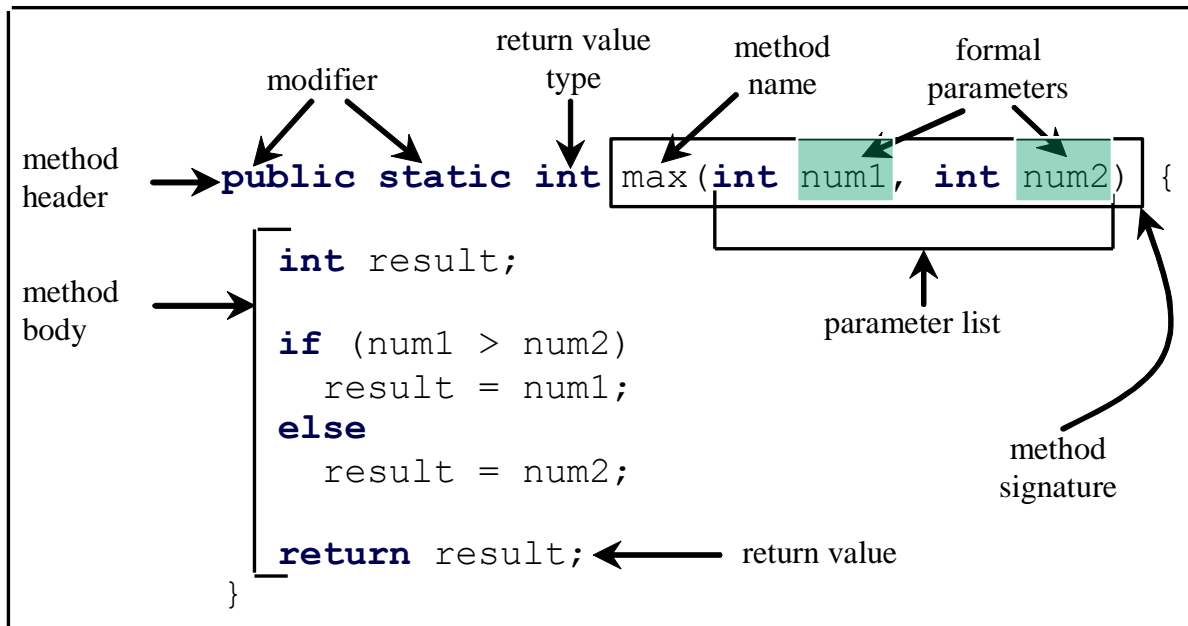 return value
type
method
name
formal
parameters
modifier
method
header
public static int max(int num1, int num2) {
int result;
method
body
parameter list
if (num1 > num2)
result = num1;
else
result = num2;
method
signature
return result;
return value
}